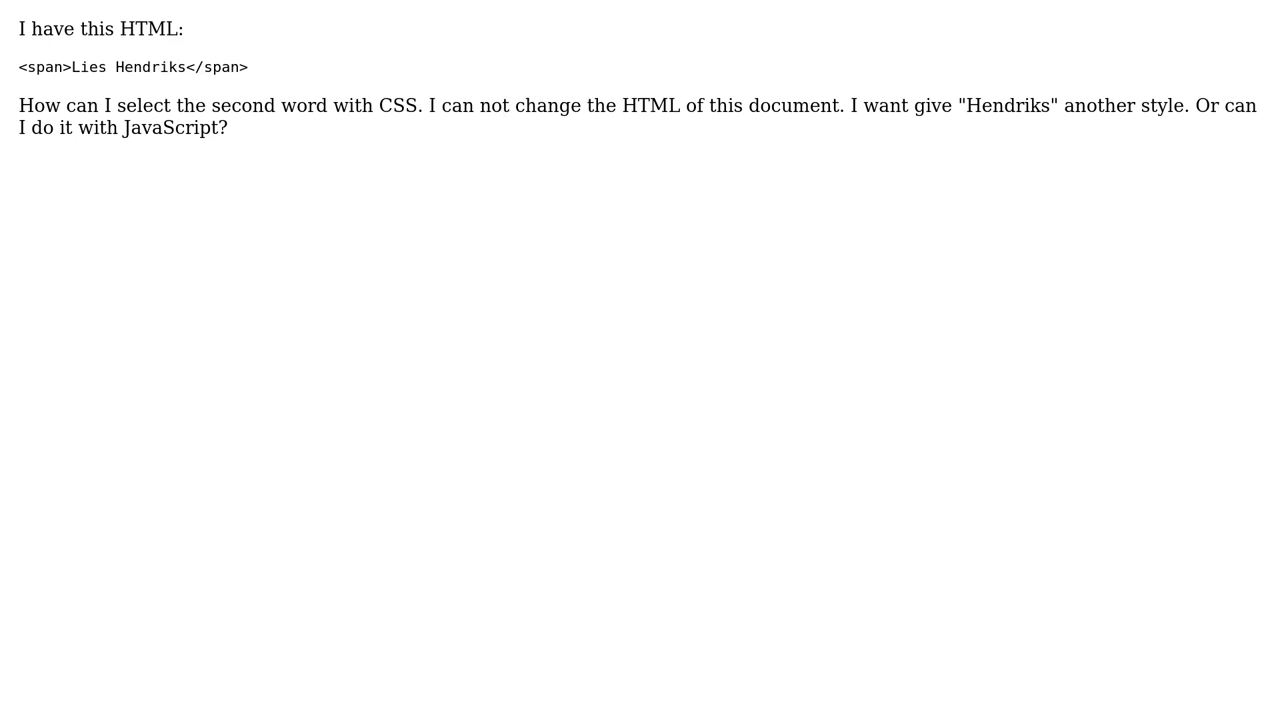 I have this HTML:
<span>Lies Hendriks</span>
How can I select the second word with CSS. I can not change the HTML of this document. I want give "Hendriks" another style. Or can
I do it with JavaScript?